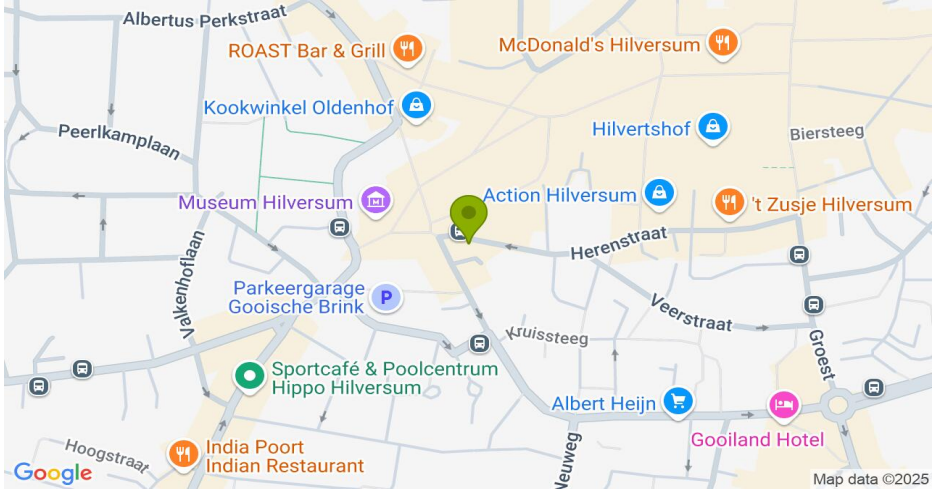 Albertus Perkstraat
ROAST Bar & Grill
McDonald's Hilversum
Kookwinkel Oldenhof
Hilvertshof
Biersteeg
Peerlkamplaan
Museum Hilversum
Action Hilversum
't Zusje Hilversum
Valkenhoflaan
Herenstraat
Parkeergarage
Gooische Brink
P
Veerstraat
Kruissteeg
Groest
Sportcafé & Poolcentrum
Hippo Hilversum
Albert Heijn
Gooiland Hotel
Neuweg
Hoogstraat
India Poort
Indian Restaurant
Google
Map data ©2025